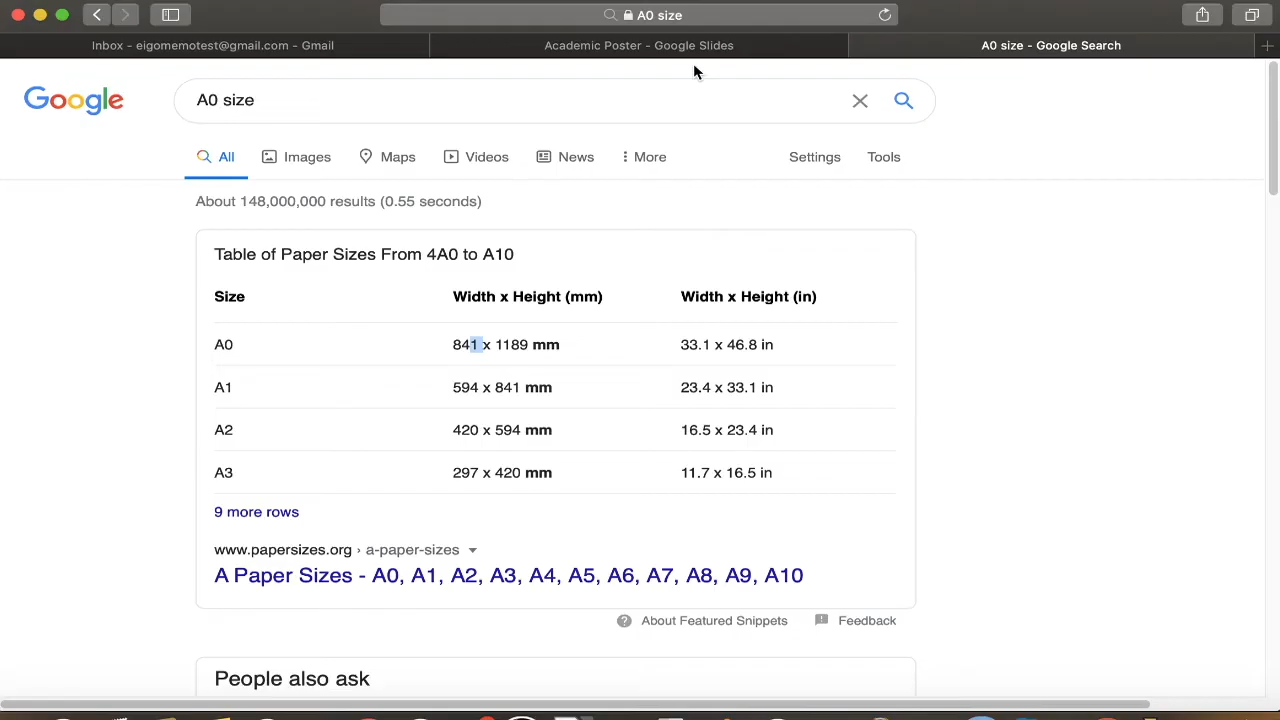 A0 size
Inbox - eigomemotest@gmail.com - Gmail
Academic Poster - Google Slides
A0 size - Google Search
Google
A0 size
All
Images
Maps
Videos
News
More
Settings
Tools
About 148,000,000 results (0.55 seconds)
Table of Paper Sizes From 4A0 to A10
Size Width x Height (mm) Width x Height (in)
A0 841 x 1189 mm 33.1 x 46.8 in
A1 594 x 841 mm 23.4 x 33.1 in
A2 420 x 594 mm 16.5 x 23.4 in
A3 297 x 420 mm 11.7 x 16.5 in
9 more rows
www.papersizes.org › a-paper-sizes
A Paper Sizes - A0, A1, A2, A3, A4, A5, A6, A7, A8, A9, A10
About Featured Snippets
Feedback
People also ask